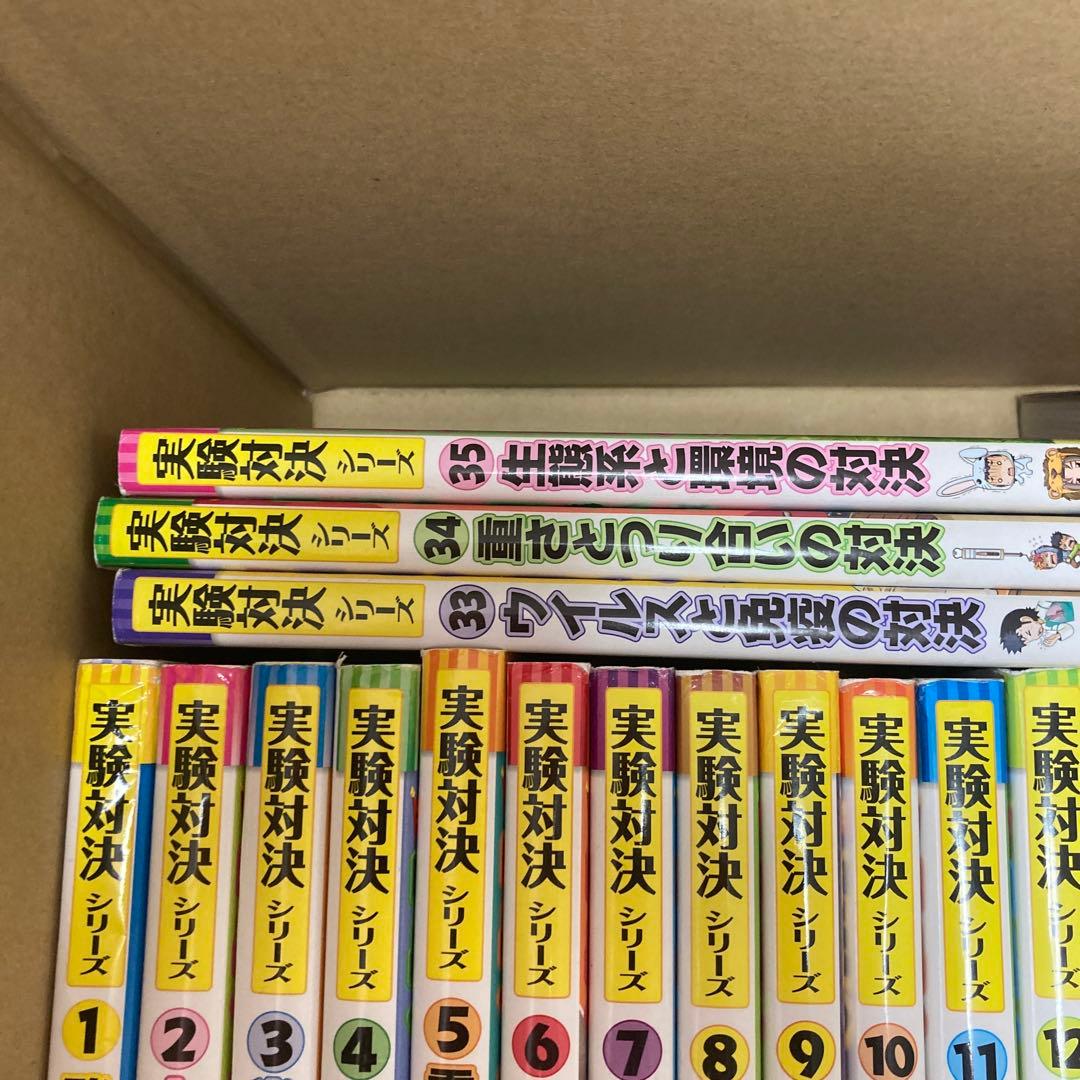 実験対決シリーズ 35 生態系と環境の対決
実験対決シリーズ 34 重さとつり合いの対決
実験対決シリーズ 33 ウイルスと免疫の対決
実験対決シリーズ 1
実験対決シリーズ 2
実験対決シリーズ 3
実験対決シリーズ 4
実験対決シリーズ 5
実験対決シリーズ 6
実験対決シリーズ 7
実験対決シリーズ 8
実験対決シリーズ 9
実験対決シリーズ 10
実験対決シリーズ 11
実験対決シリーズ 12